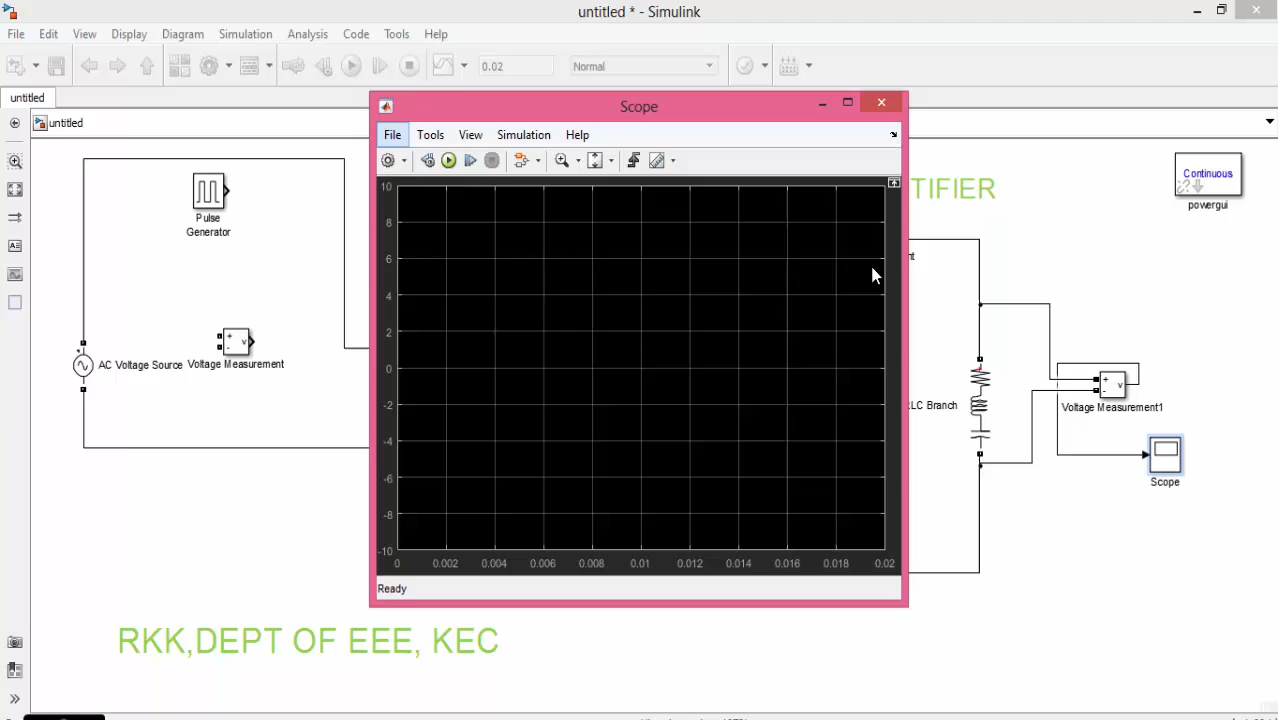 untitled * - Simulink
File Edit View Display Diagram Simulation Analysis Code Tools Help
0.02
Normal
untitled
untitled
Scope
File Tools View Simulation Help
10
8
6
4
2
0
-2
-4
-6
-8
-10
0 0.002 0.004 0.006 0.008 0.01 0.012 0.014 0.016 0.018 0.02
Ready
Pulse
Generator
AC Voltage Source
+
-
v
Voltage Measurement
TIFIER
Continuous
powergui
nt
LC Branch
+
-
v
Voltage Measurement1
Scope
RKK,DEPT OF EEE, KEC